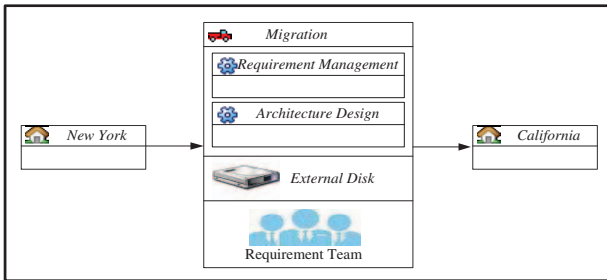 Migration
Requirement Management
Architecture Design
New York
California
External Disk
Requirement Team